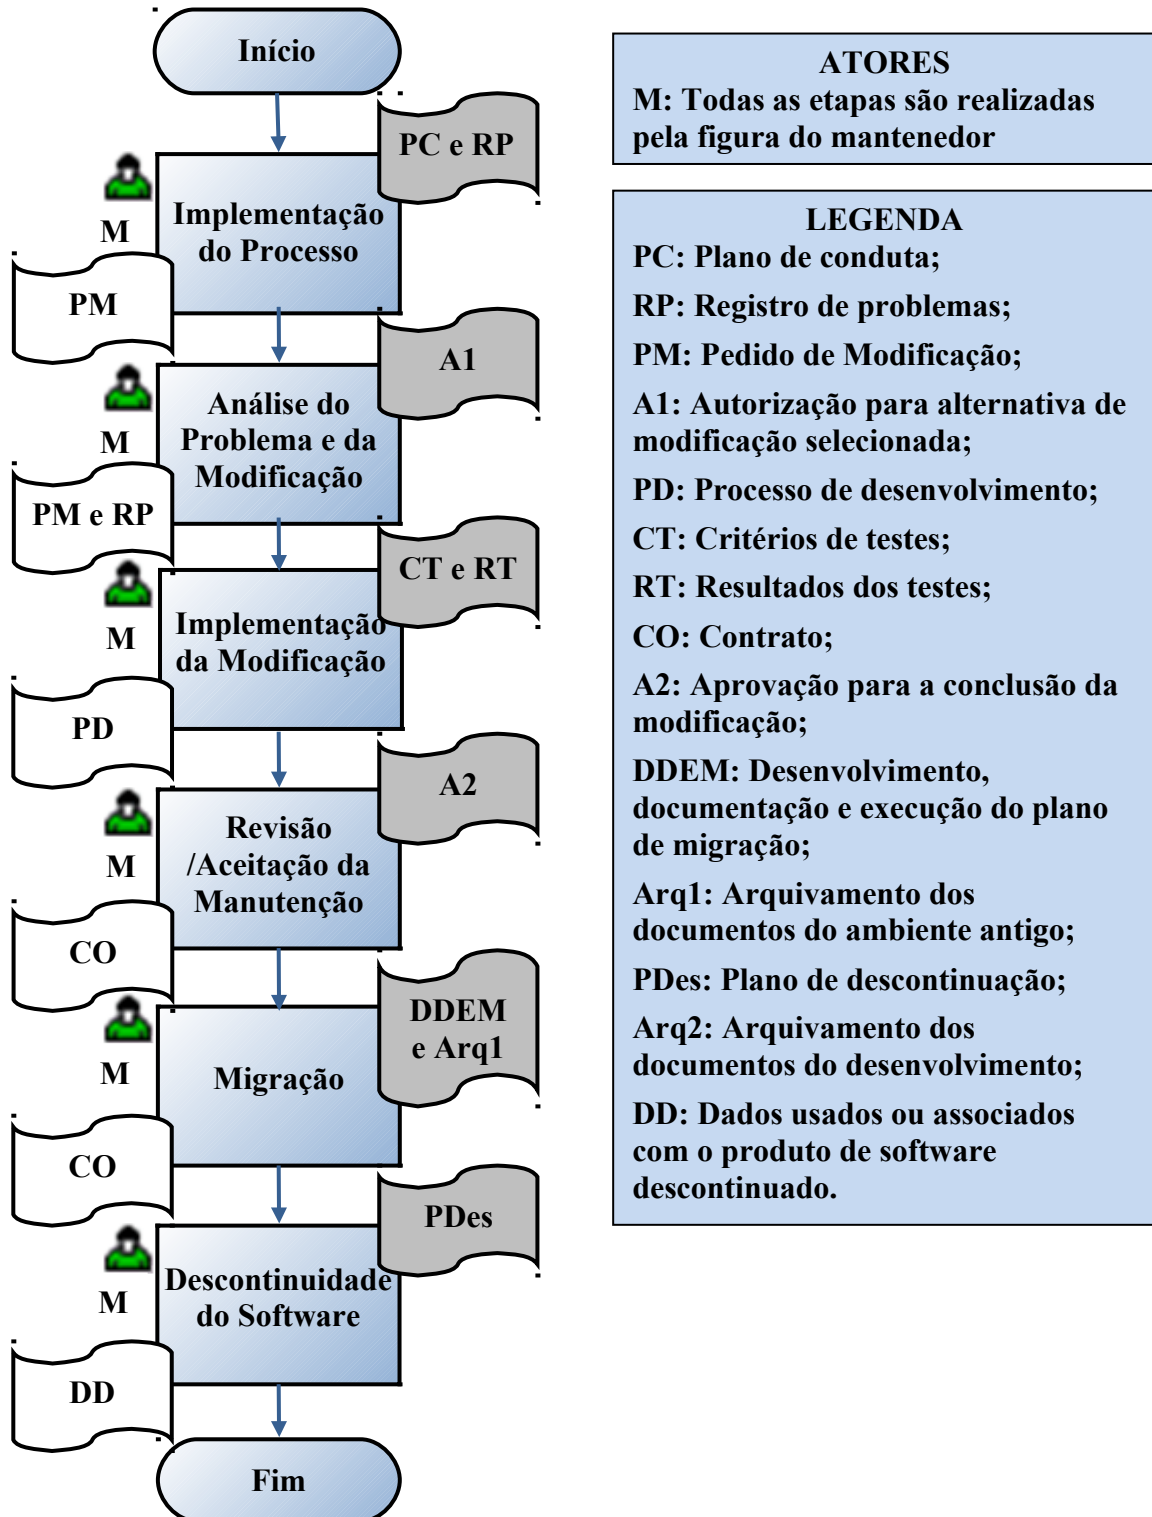 Início
PC e RP
M
Implementação
do Processo
PM
A1
M
Análise do
Problema e da
Modificação
PM e RP
CT e RT
M
Implementação
da Modificação
PD
A2
M
Revisão
/Aceitação da
Manutenção
CO
DDEM
e Arq1
M
Migração
CO
PDes
M
Descontinuidade
do Software
DD
Fim
ATORES
M: Todas as etapas são realizadas
pela figura do mantenedor
LEGENDA
PC: Plano de conduta;
RP: Registro de problemas;
PM: Pedido de Modificação;
A1: Autorização para alternativa de
modificação selecionada;
PD: Processo de desenvolvimento;
CT: Critérios de testes;
RT: Resultados dos testes;
CO: Contrato;
A2: Aprovação para a conclusão da
modificação;
DDEM: Desenvolvimento,
documentação e execução do plano
de migração;
Arq1: Arquivamento dos
documentos do ambiente antigo;
PDes: Plano de descontinuação;
Arq2: Arquivamento dos
documentos do desenvolvimento;
DD: Dados usados ou associados
com o produto de software
descontinuado.